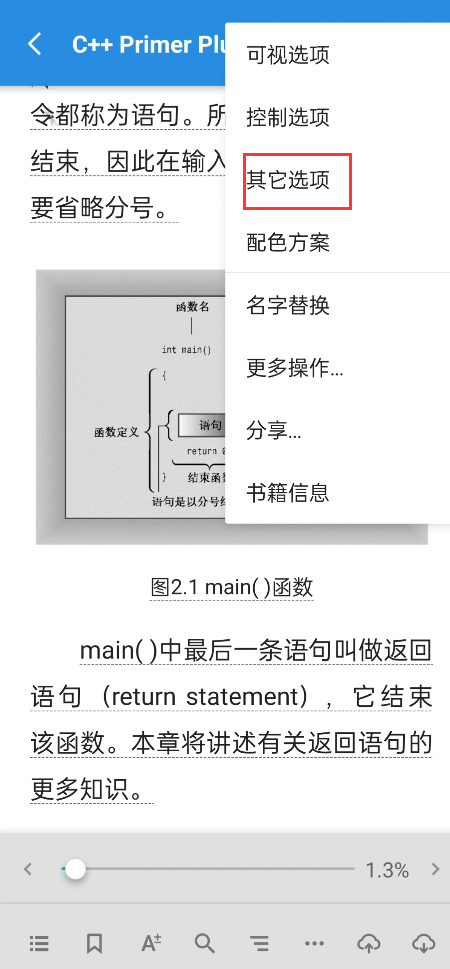 C++ Primer Plu
可视选项
控制选项
其它选项
配色方案
名字替换
更多操作...
分享...
书籍信息
令都称为语句。所
结束，因此在输入
要省略分号。
函数名
int main()
{
函数定义
语句
return
}
结束函
语句是以分号
图2.1 main( )函数
main( )中最后一条语句叫做返回
语句（return statement），它结束
该函数。本章将讲述有关返回语句的
更多知识。
1.3%
A±